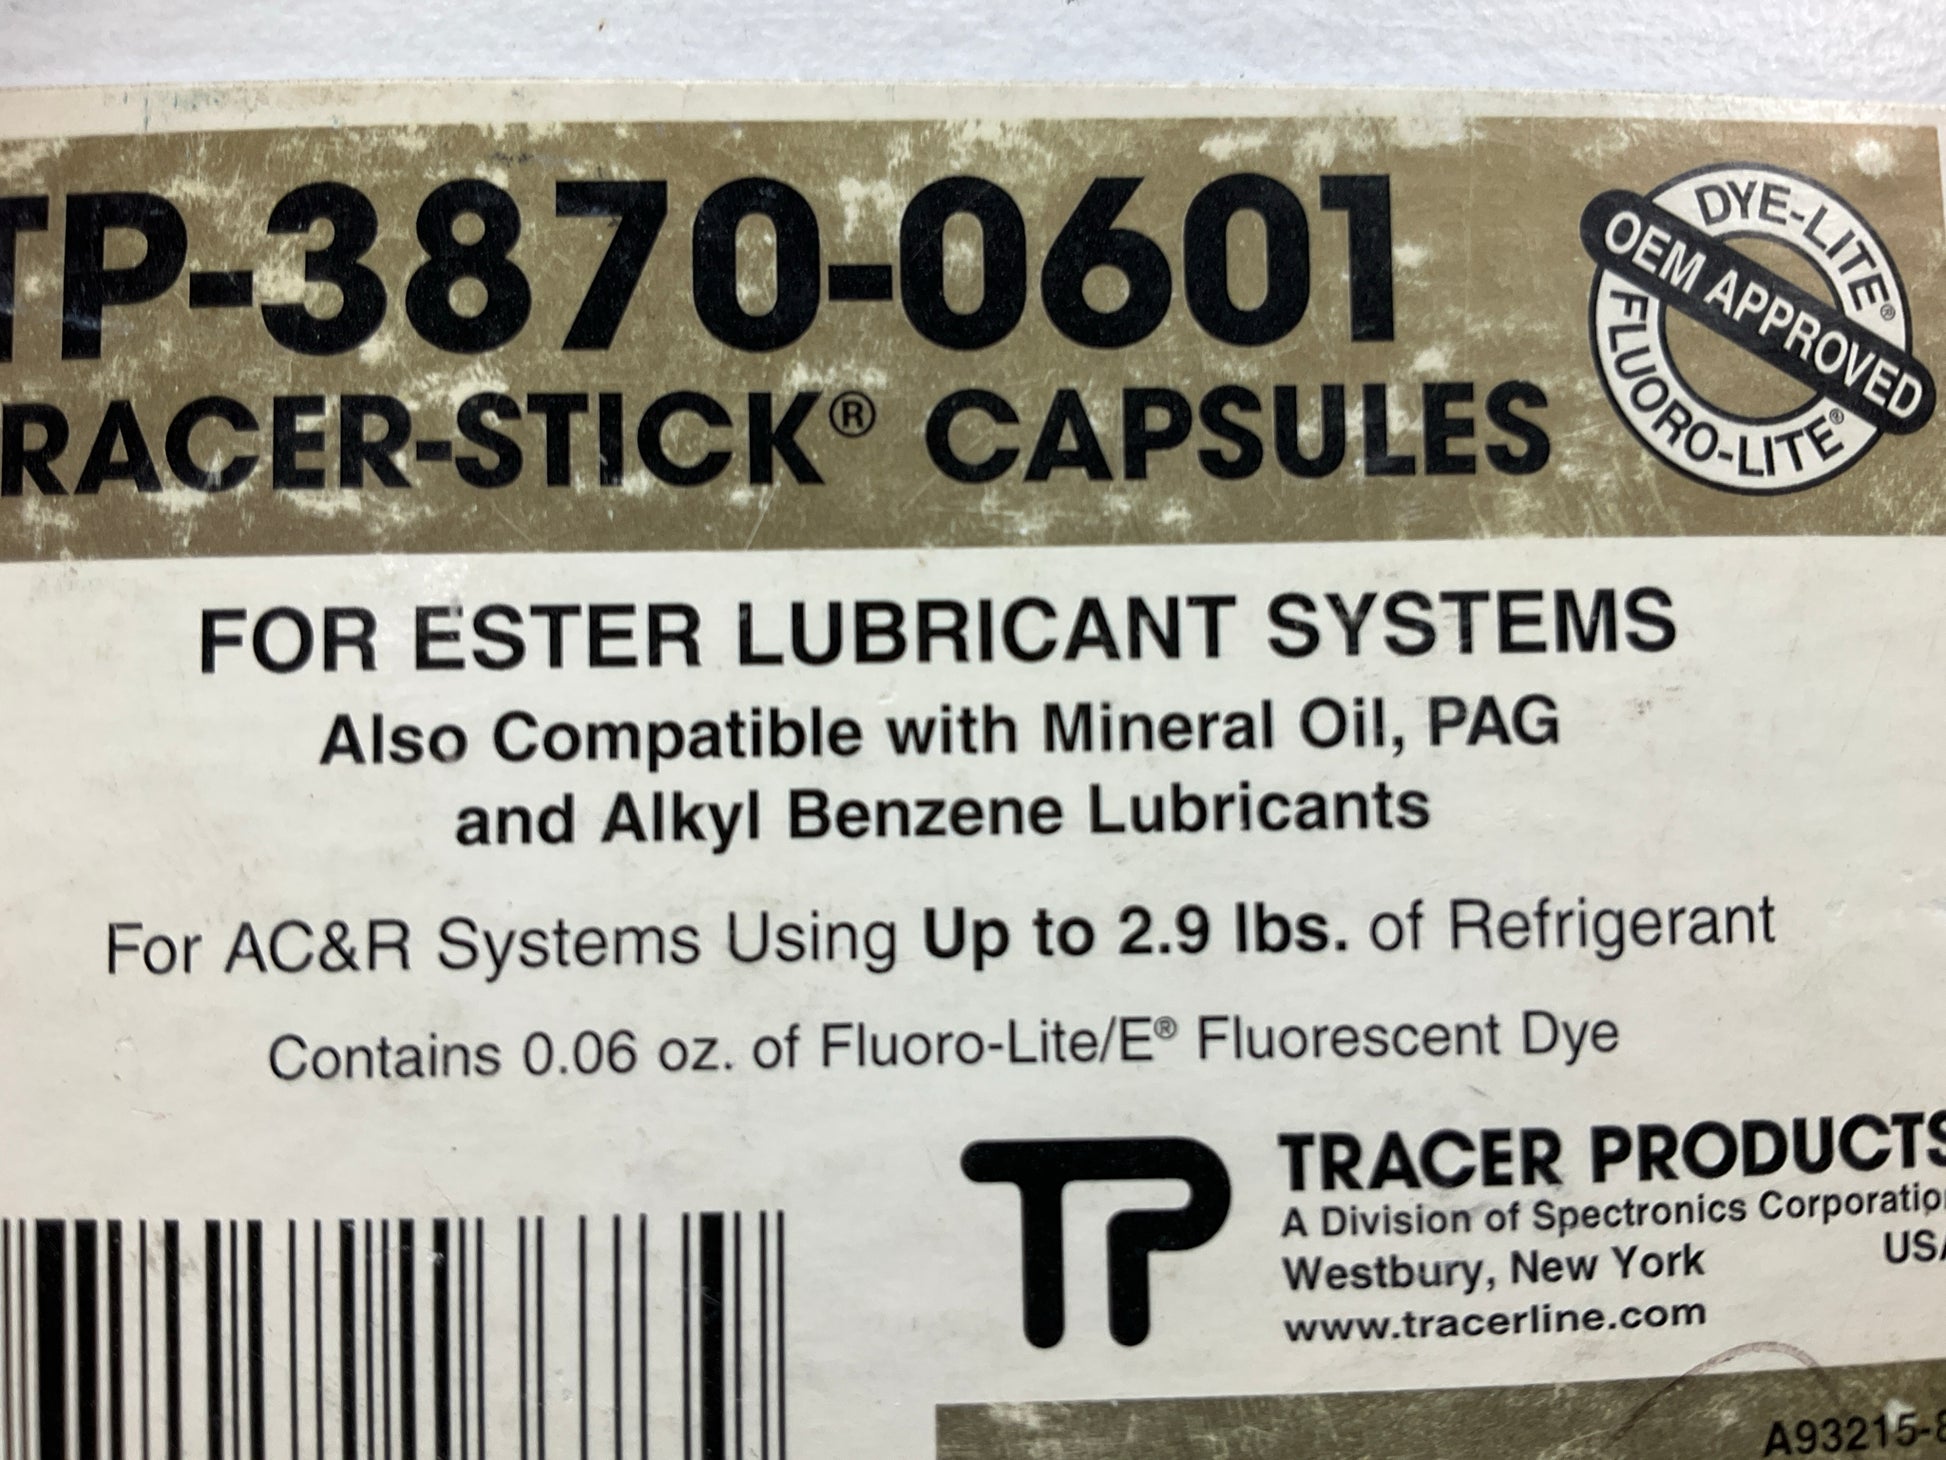 TP-3870-0601
RACER-STICK® CAPSULES
DYE-LITE®
OEM APPROVED
FLUORO-LITE®
FOR ESTER LUBRICANT SYSTEMS
Also Compatible with Mineral Oil, PAG
and Alkyl Benzene Lubricants
For AC&R Systems Using Up to 2.9 lbs. of Refrigerant
Contains 0.06 oz. of Fluoro-Lite/E® Fluorescent Dye
TP
TRACER PRODUCTS
A Division of Spectronics Corporatio
Westbury, New York USA
www.tracerline.com
A93215-8